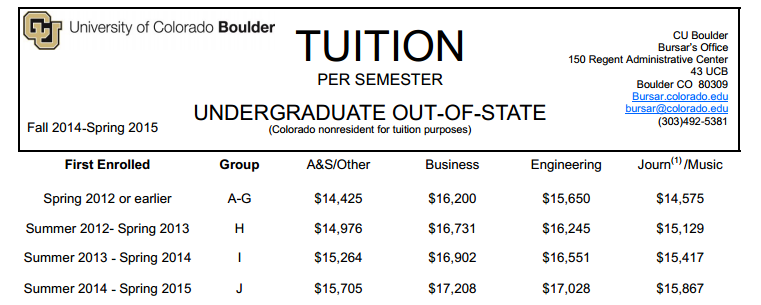 CU
University of Colorado Boulder
TUITION
PER SEMESTER
UNDERGRADUATE OUT-OF-STATE
(Colorado nonresident for tuition purposes)
Fall 2014-Spring 2015
CU Boulder
Bursar's Office
150 Regent Administrative Center
43 UCB
Boulder CO 80309
Bursar.colorado.edu
bursar@colorado.edu
(303)492-5381
First Enrolled Group A&S/Other Business Engineering Journ(1) /Music
Spring 2012 or earlier A-G $14,425 $16,200 $15,650 $14,575
Summer 2012- Spring 2013 H $14,976 $16,731 $16,245 $15,129
Summer 2013 - Spring 2014 I $15,264 $16,902 $16,551 $15,417
Summer 2014 - Spring 2015 J $15,705 $17,208 $17,028 $15,867